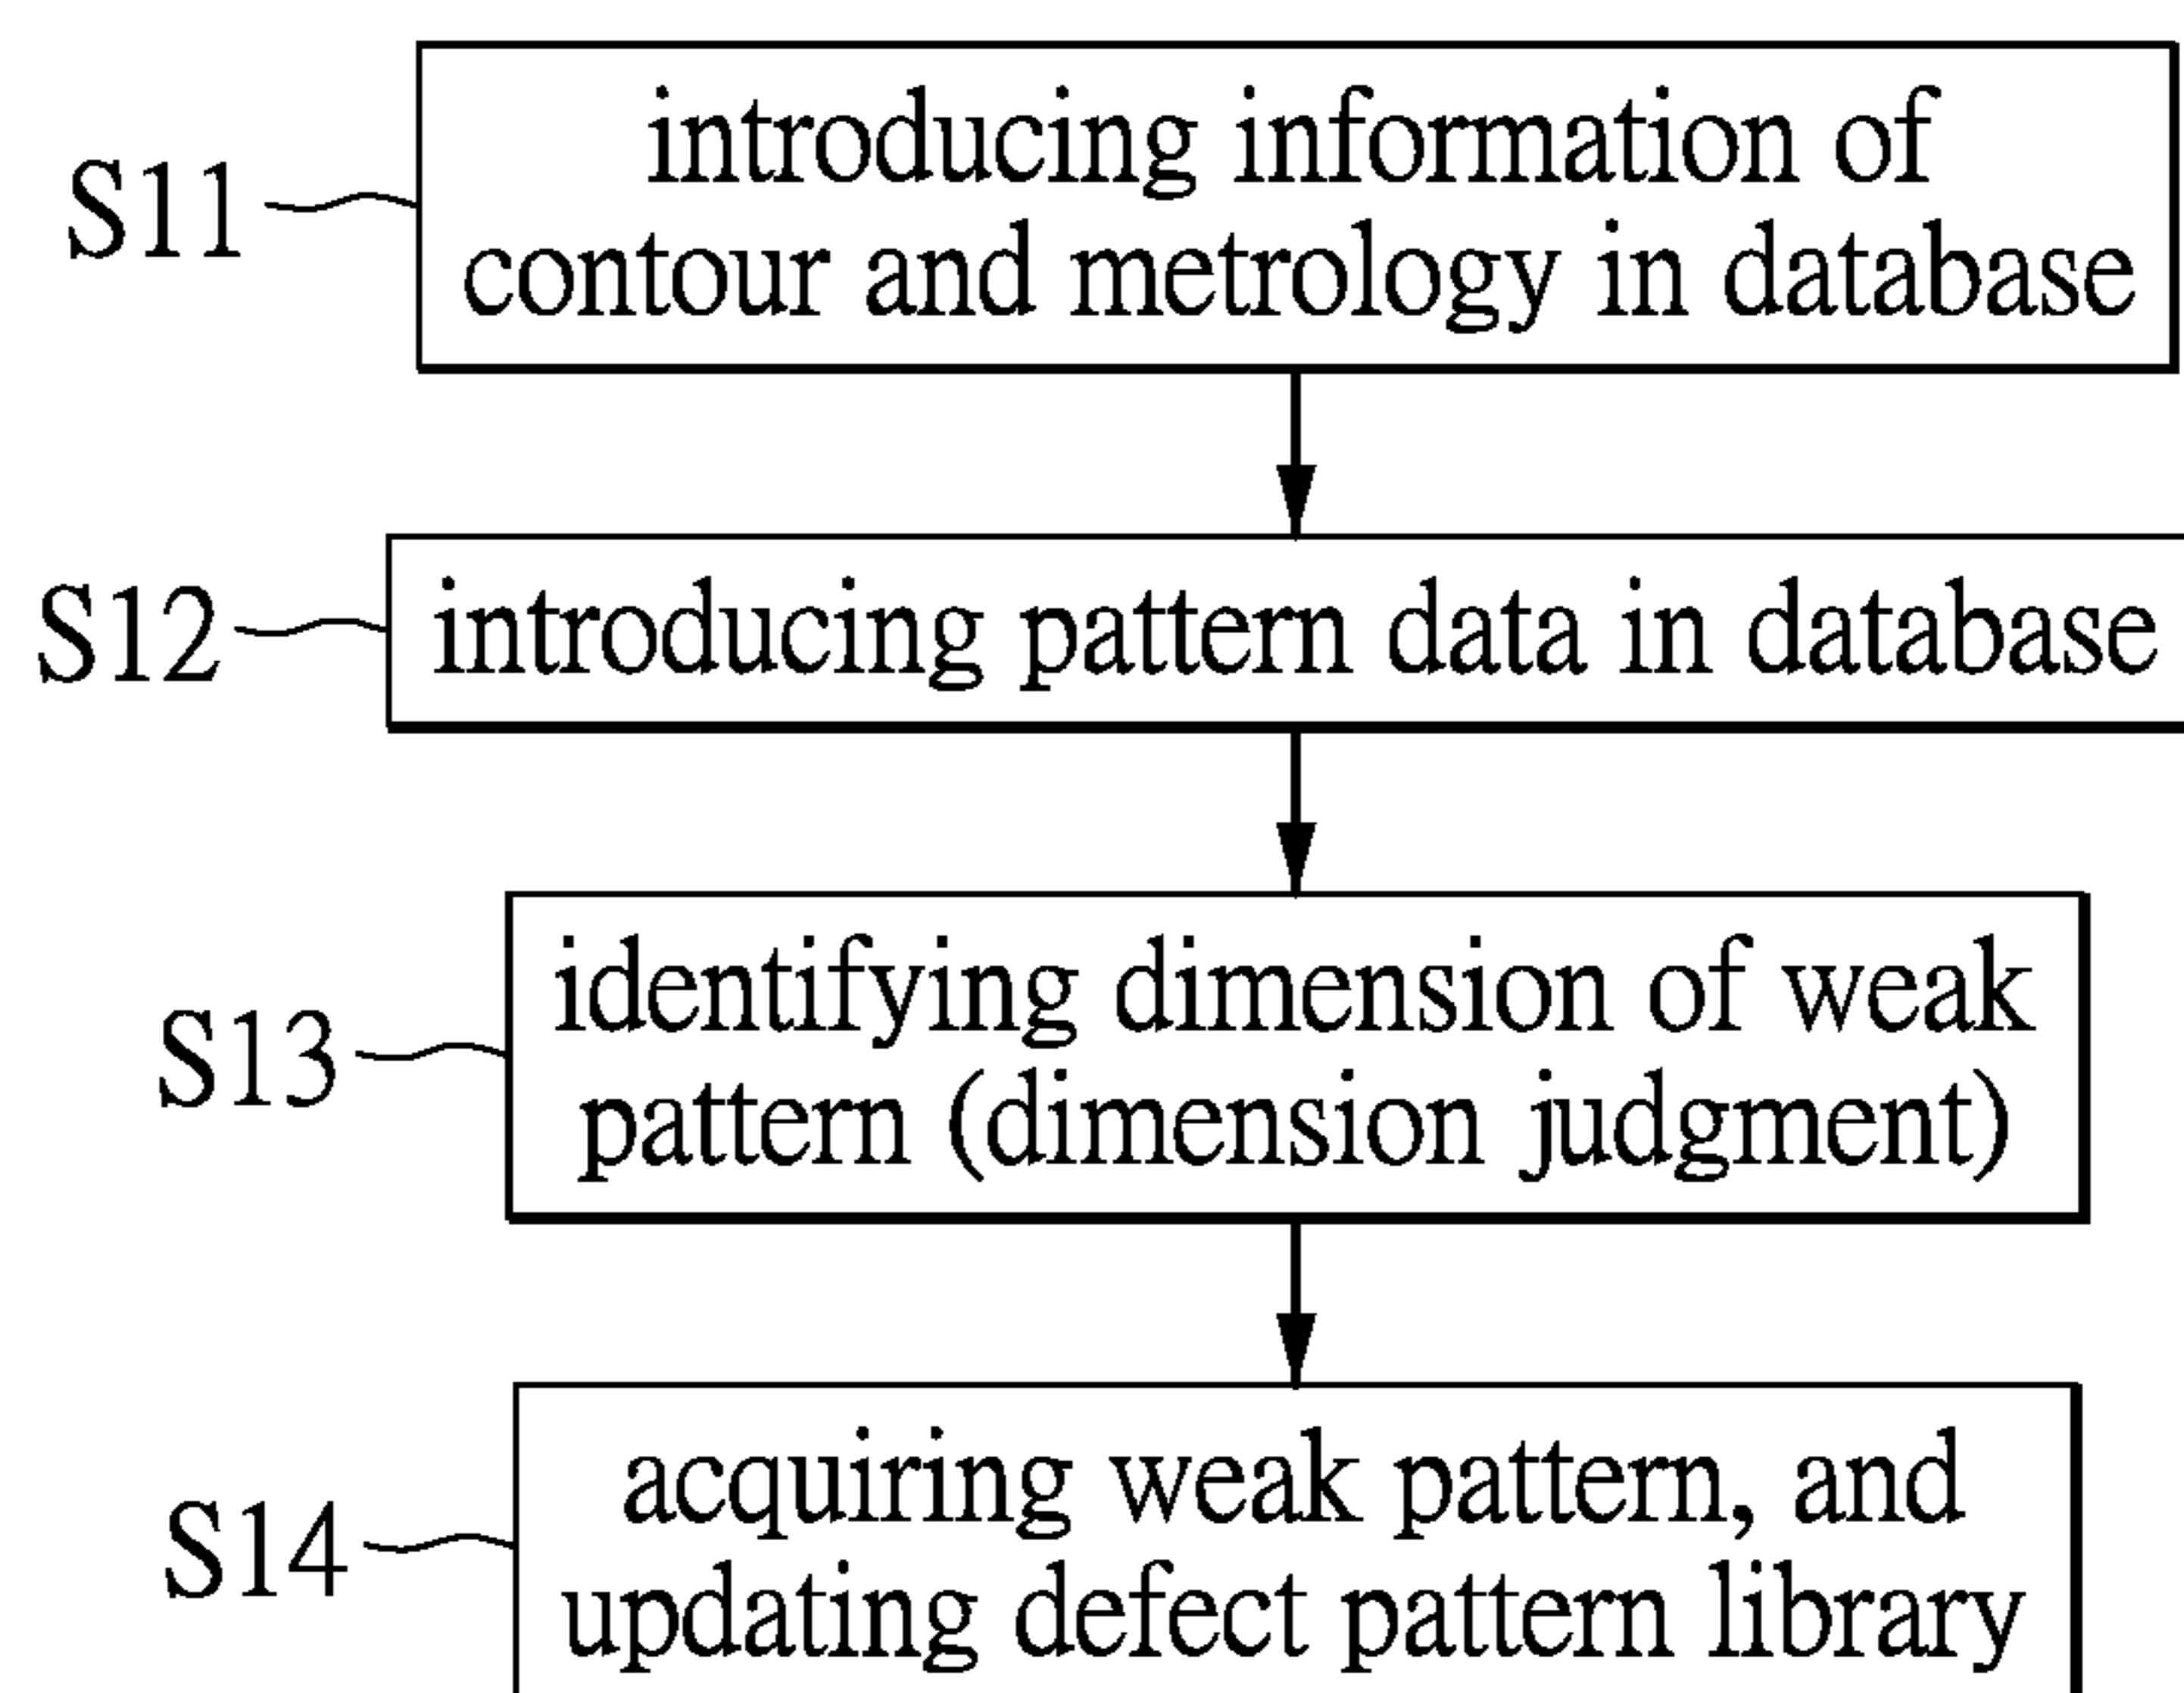 S11
introducing information of
contour and metrology in database
S12
introducing pattern data in database
S13
identifying dimension of weak
pattern (dimension judgment)
S14
acquiring weak pattern, and
updating defect pattern library